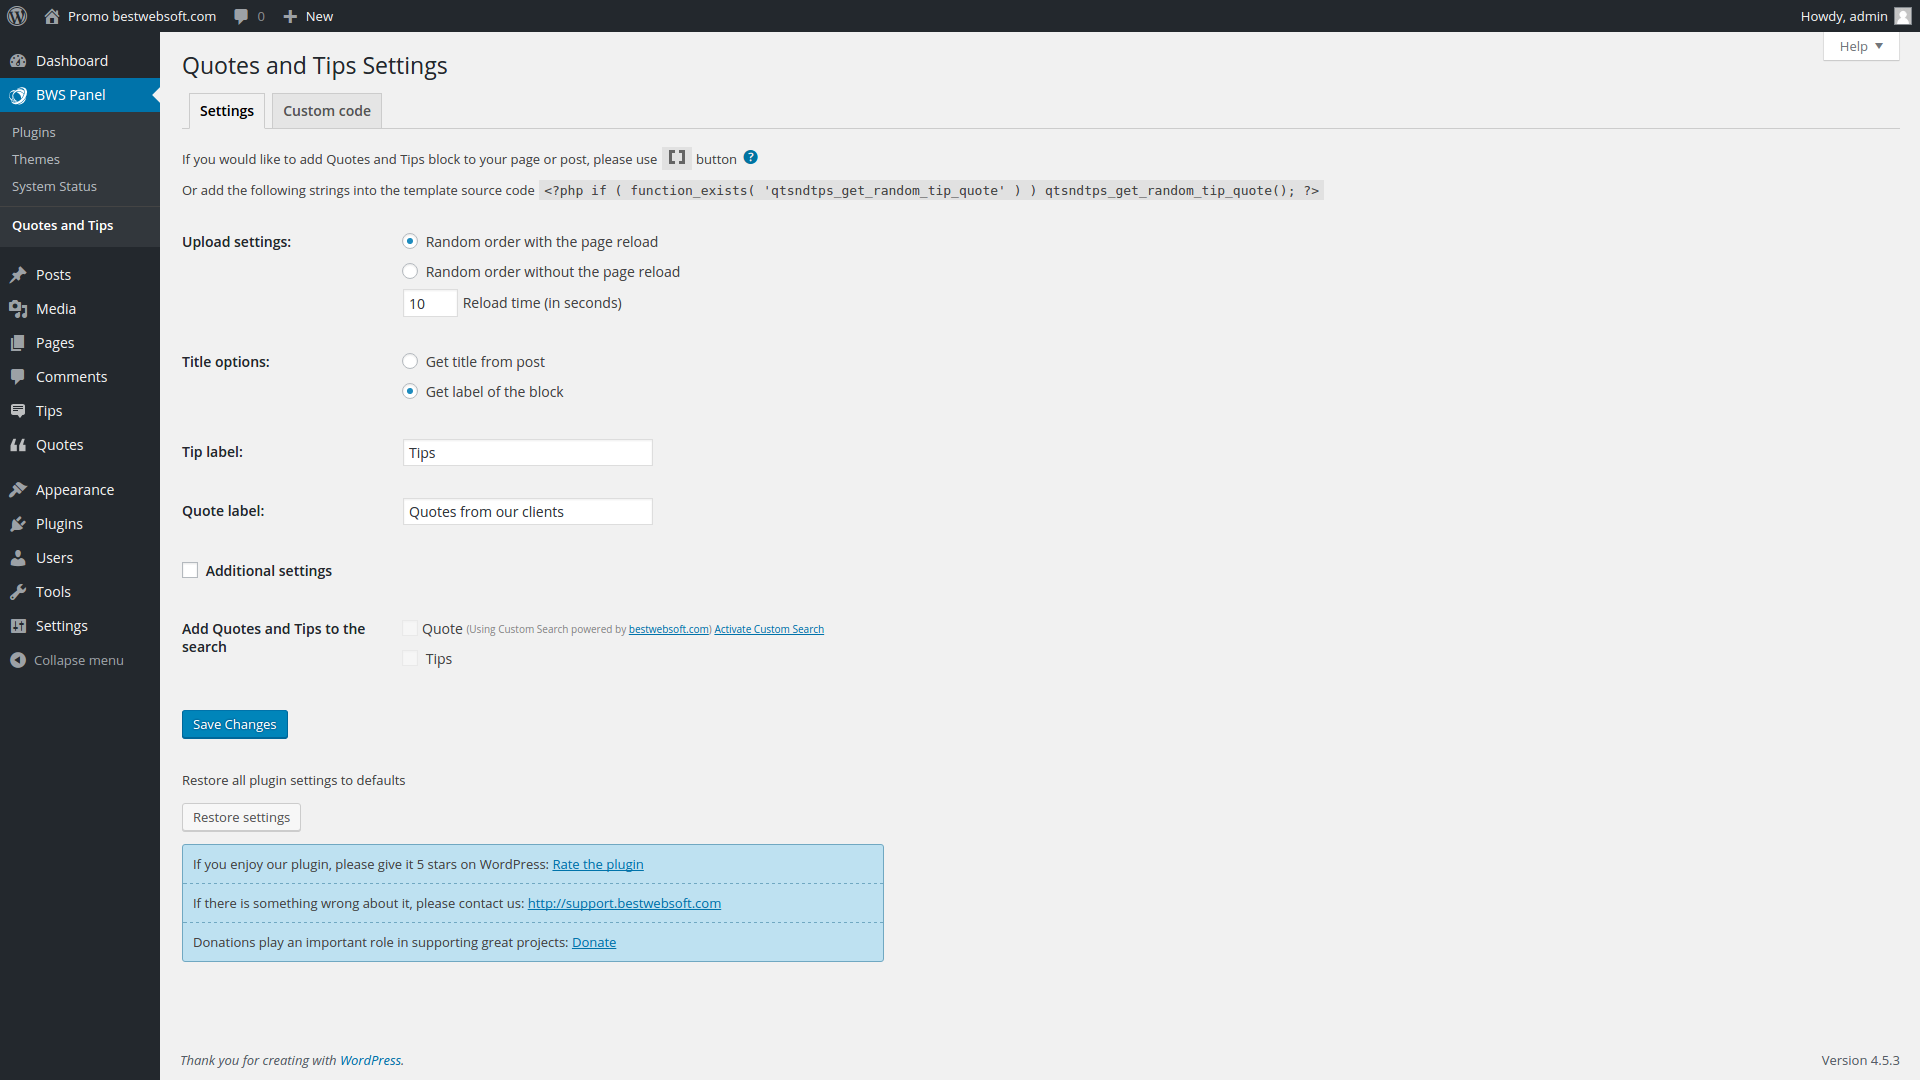 Promo bestwebsoft.com 0 New Howdy, admin
Help
Dashboard
BWS Panel
Plugins
Themes
System Status
Quotes and Tips
Posts
Media
Pages
Comments
Tips
Quotes
Appearance
Plugins
Users
Tools
Settings
Collapse menu
Quotes and Tips Settings
Settings Custom code
If you would like to add Quotes and Tips block to your page or post, please use [] button ?
Or add the following strings into the template source code <?php if ( function_exists( 'qtsndtps_get_random_tip_quote' ) ) qtsndtps_get_random_tip_quote(); ?>
Upload settings: Random order with the page reload
Random order without the page reload
10 Reload time (in seconds)
Title options: Get title from post
Get label of the block
Tip label: Tips
Quote label: Quotes from our clients
Additional settings
Add Quotes and Tips to the
search
Quote (Using Custom Search powered by bestwebsoft.com) Activate Custom Search
Tips
Save Changes
Restore all plugin settings to defaults
Restore settings
If you enjoy our plugin, please give it 5 stars on WordPress: Rate the plugin
If there is something wrong about it, please contact us: http://support.bestwebsoft.com
Donations play an important role in supporting great projects: Donate
Thank you for creating with WordPress. Version 4.5.3